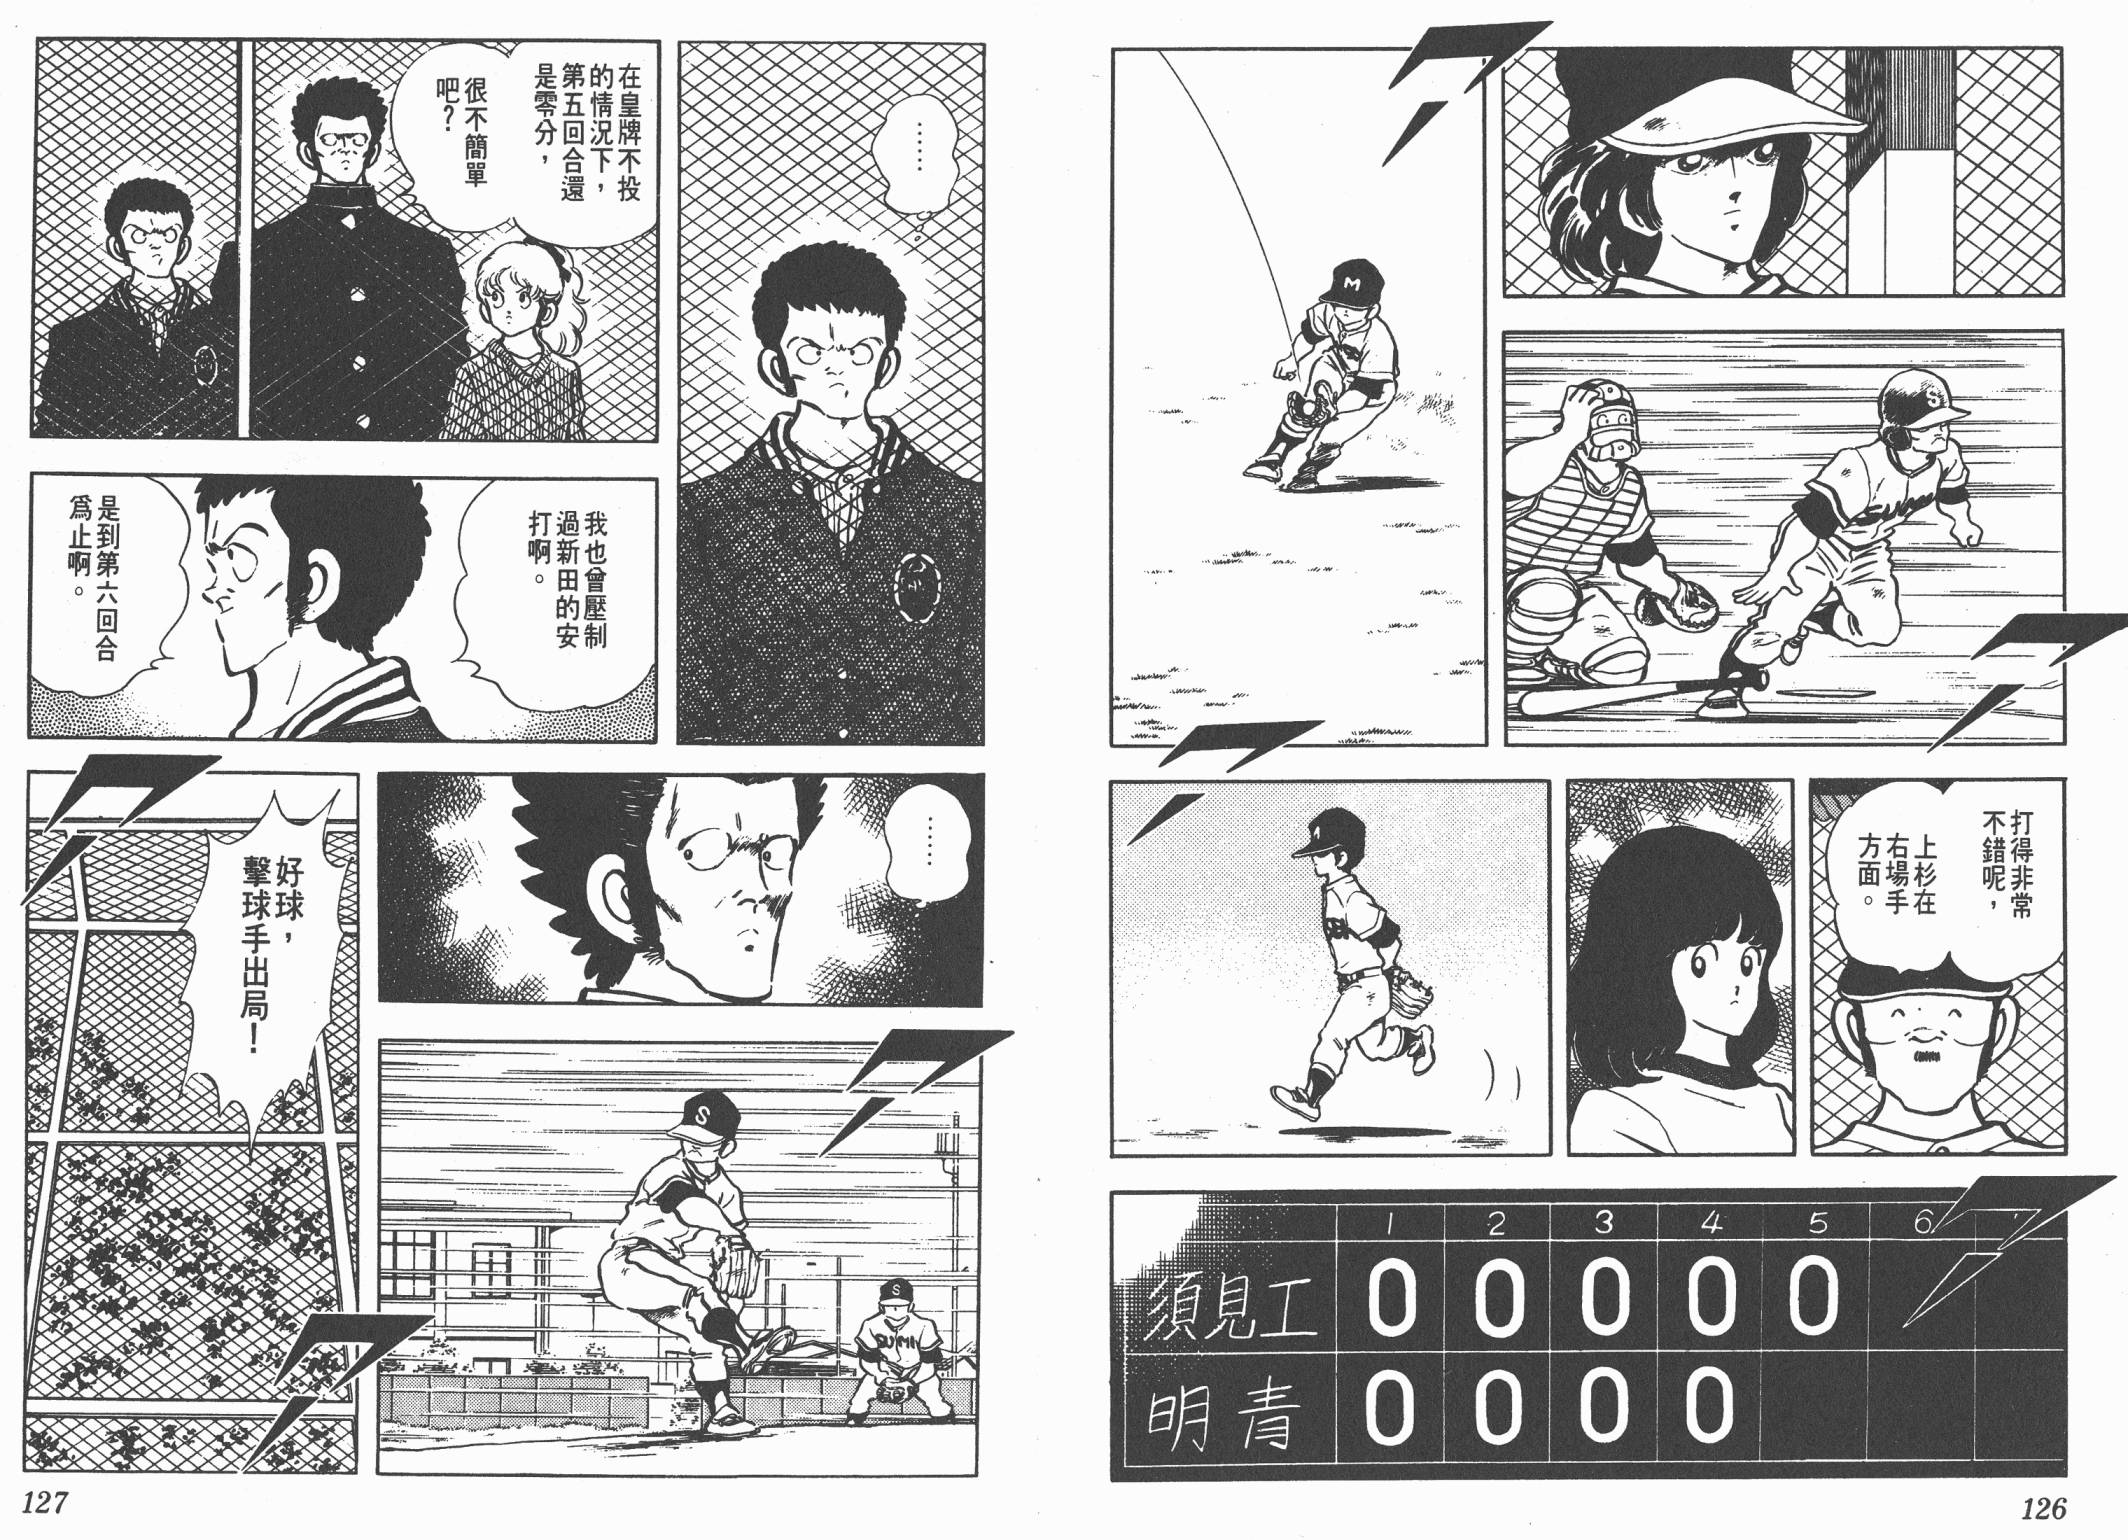 M
S
打得非常
不錯呢，
上杉在
右場手
方面。
1 2 3 4 5 6
須見工 0 0 0 0 0
明青 0 0 0 0
126
……
在皇牌不投
的情況下，
第五回合還
是零分，
很不簡單
吧？
我也曾壓制
過新田的安
打啊。
是到第六回合
爲止啊。
……
S
S
SUMI
好球，
擊球手出局！
127